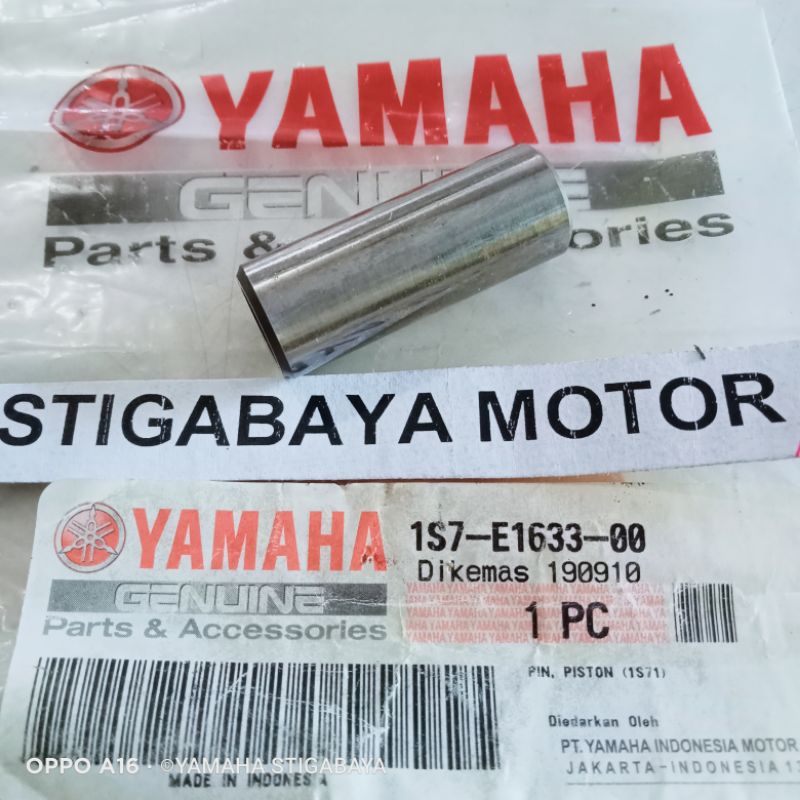 YAMAHA
GENUINE
Parts & ories
STIGABAYA MOTOR
YAMAHA
GENUINE
Parts & Accessories
1S7-E1633-00
Dikemas 190910
1 PC
PIN, PISTON (1S71)
Diedarkan Oleh
PT. YAMAHA INDONESIA MOTOR
JAKARTA-INDONESIA
MADE IN INDONESIA
OPPO A16 · ©YAMAHA STIGABAYA